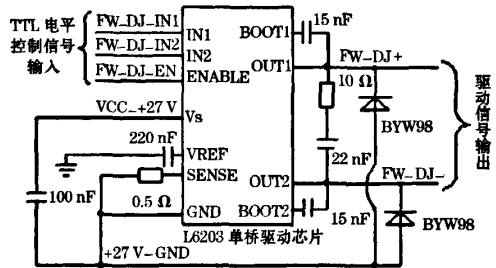 TTL 电平
控制信号
输入
FW_DJ_IN1
FW_DJ_IN2
FW_DJ_EN
IN1
IN2
ENABLE
VCC_+27 V
Vs
220 nF
VREF
SENSE
0.5 Ω
100 nF
GND
+27 V_GND
BOOT1
OUT1
OUT2
BOOT2
L6203 单桥驱动芯片
15 nF
FW_DJ+
10 Ω
BYW98
22 nF
FW_DJ-
15 nF
BYW98
驱动信号输出